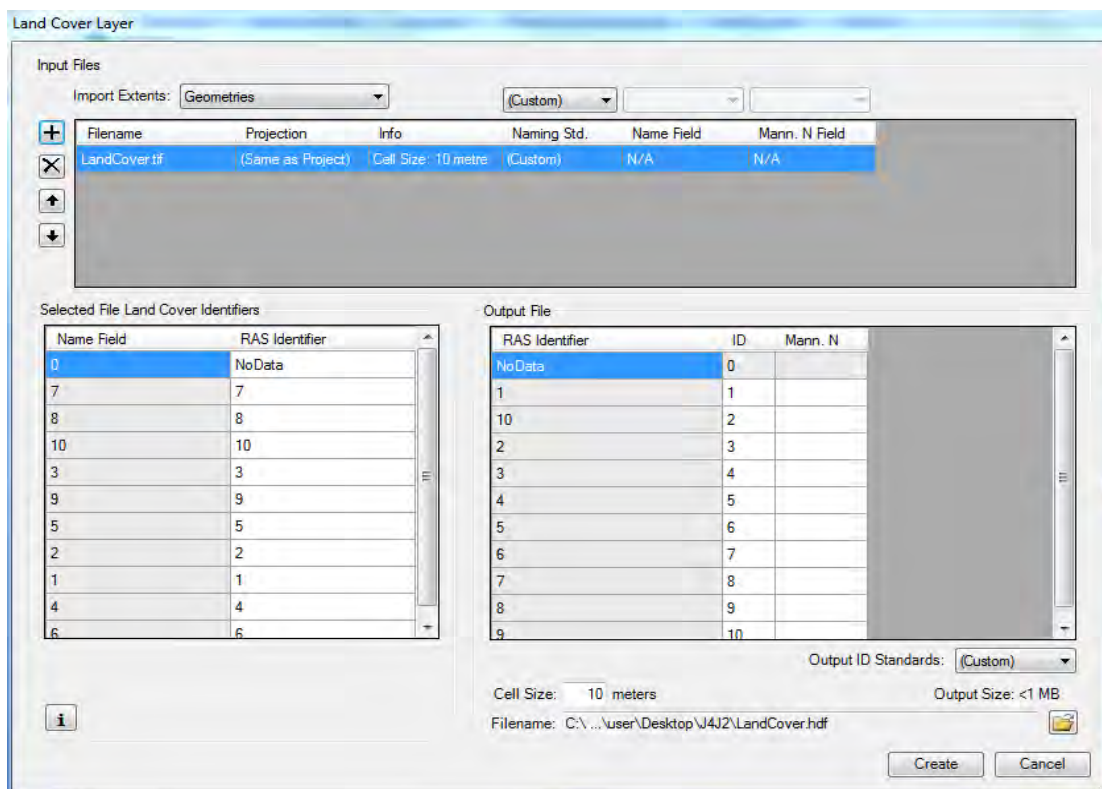 Land Cover Layer
Input Files
Import Extents: Geometries (Custom)
Filename Projection Info Naming Std. Name Field Mann. N Field
LandCover.tif (Same as Project) Cell Size: 10 metre (Custom) N/A N/A
Selected File Land Cover Identifiers Output File
Name Field RAS Identifier
0 NoData
7 7
8 8
10 10
3 3
9 9
5 5
2 2
1 1
4 4
6 6
RAS Identifier ID Mann. N
NoData 0
1 1
10 2
2 3
3 4
4 5
5 6
6 7
7 8
8 9
9 10
Output ID Standards: (Custom)
Cell Size: 10 meters Output Size: <1 MB
i
Filename: C:\ ...\user\Desktop\J4J2\LandCover.hdf
Create Cancel